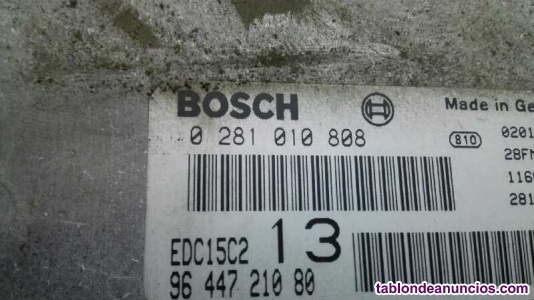 BOSCH
Made in Ge
0 281 010 808
810
0201
28FM
116
281
EDC15C2 13
96 447 210 80
tablondeanuncios.com